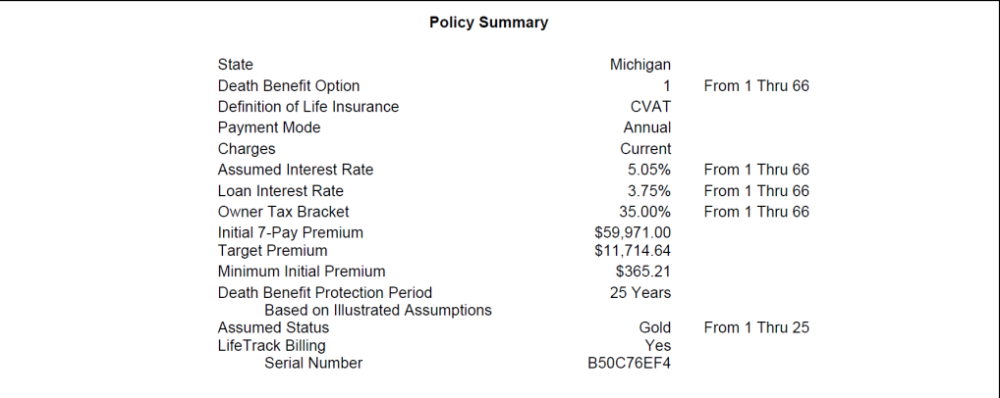 Policy Summary
State Michigan
Death Benefit Option 1 From 1 Thru 66
Definition of Life Insurance CVAT
Payment Mode Annual
Charges Current
Assumed Interest Rate 5.05% From 1 Thru 66
Loan Interest Rate 3.75% From 1 Thru 66
Owner Tax Bracket 35.00% From 1 Thru 66
Initial 7-Pay Premium $59,971.00
Target Premium $11,714.64
Minimum Initial Premium $365.21
Death Benefit Protection Period 25 Years
Based on Illustrated Assumptions
Assumed Status Gold From 1 Thru 25
LifeTrack Billing Yes
Serial Number B50C76EF4